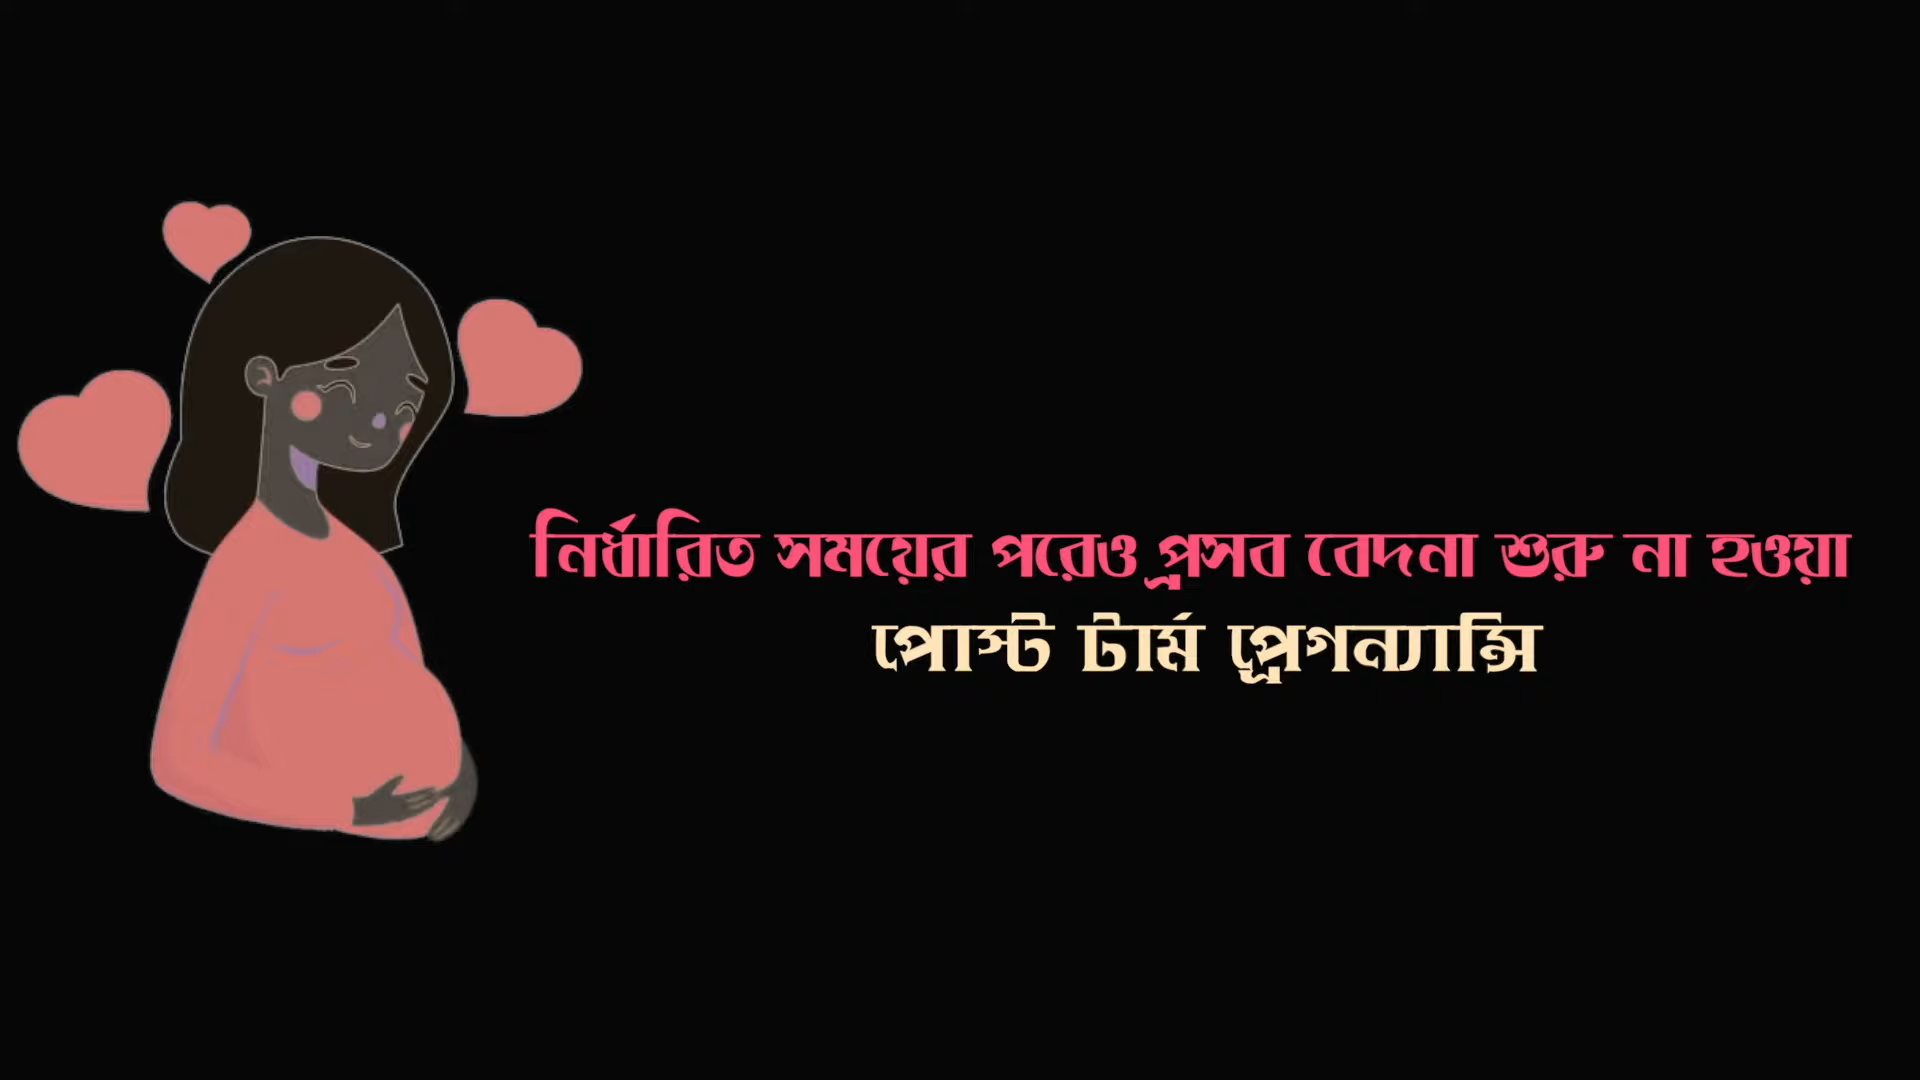 নির্ধারিত সময়ের পরেও প্রসব বেদনা শুরু না হওয়া
পোস্ট টার্ম প্রেগন্যান্সি